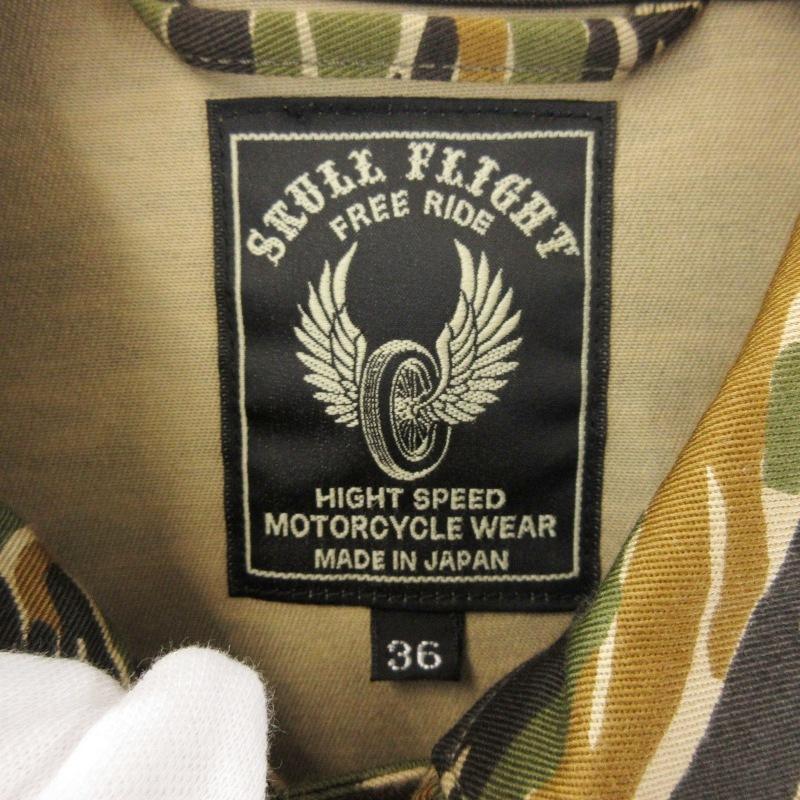 SKULL FLIGHT
FREE RIDE
HIGHT SPEED
MOTORCYCLE WEAR
MADE IN JAPAN
36